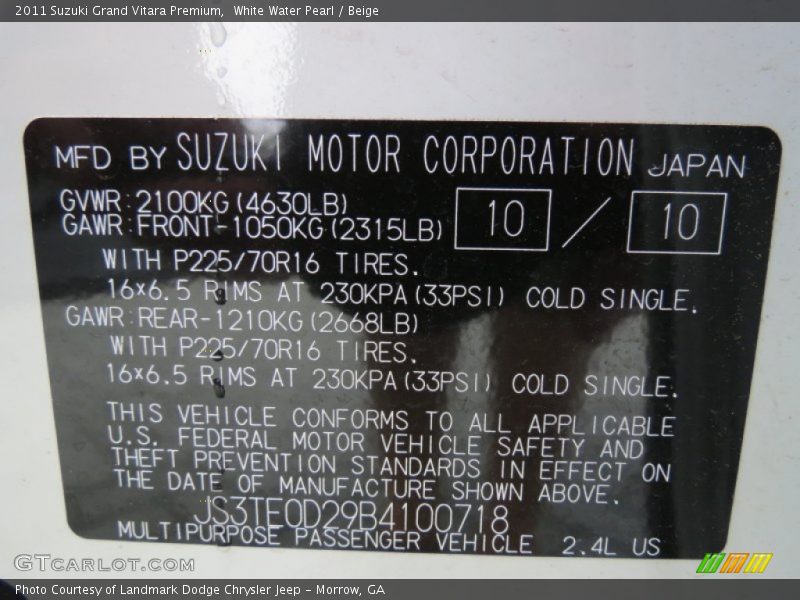 2011 Suzuki Grand Vitara Premium,  White Water Pearl / Beige
MFD BY SUZUKI MOTOR CORPORATION JAPAN
GVWR:2100KG(4630LB)
10 / 10
GAWR:FRONT-1050KG(2315LB)
WITH P225/70R16 TIRES.
16×6.5 RIMS AT 230KPA(33PSI) COLD SINGLE.
GAWR:REAR-1210KG(2668LB)
WITH P225/70R16 TIRES.
16×6.5 RIMS AT 230KPA(33PSI) COLD SINGLE.
THIS VEHICLE CONFORMS TO ALL APPLICABLE
U.S. FEDERAL MOTOR VEHICLE SAFETY AND
THEFT PREVENTION STANDARDS IN EFFECT ON
THE DATE OF MANUFACTURE SHOWN ABOVE.
JS3TE0D29B4100718
MULTIPURPOSE PASSENGER VEHICLE 2.4L US
GTCARLOT.COM
Photo Courtesy of Landmark Dodge Chrysler Jeep - Morrow, GA